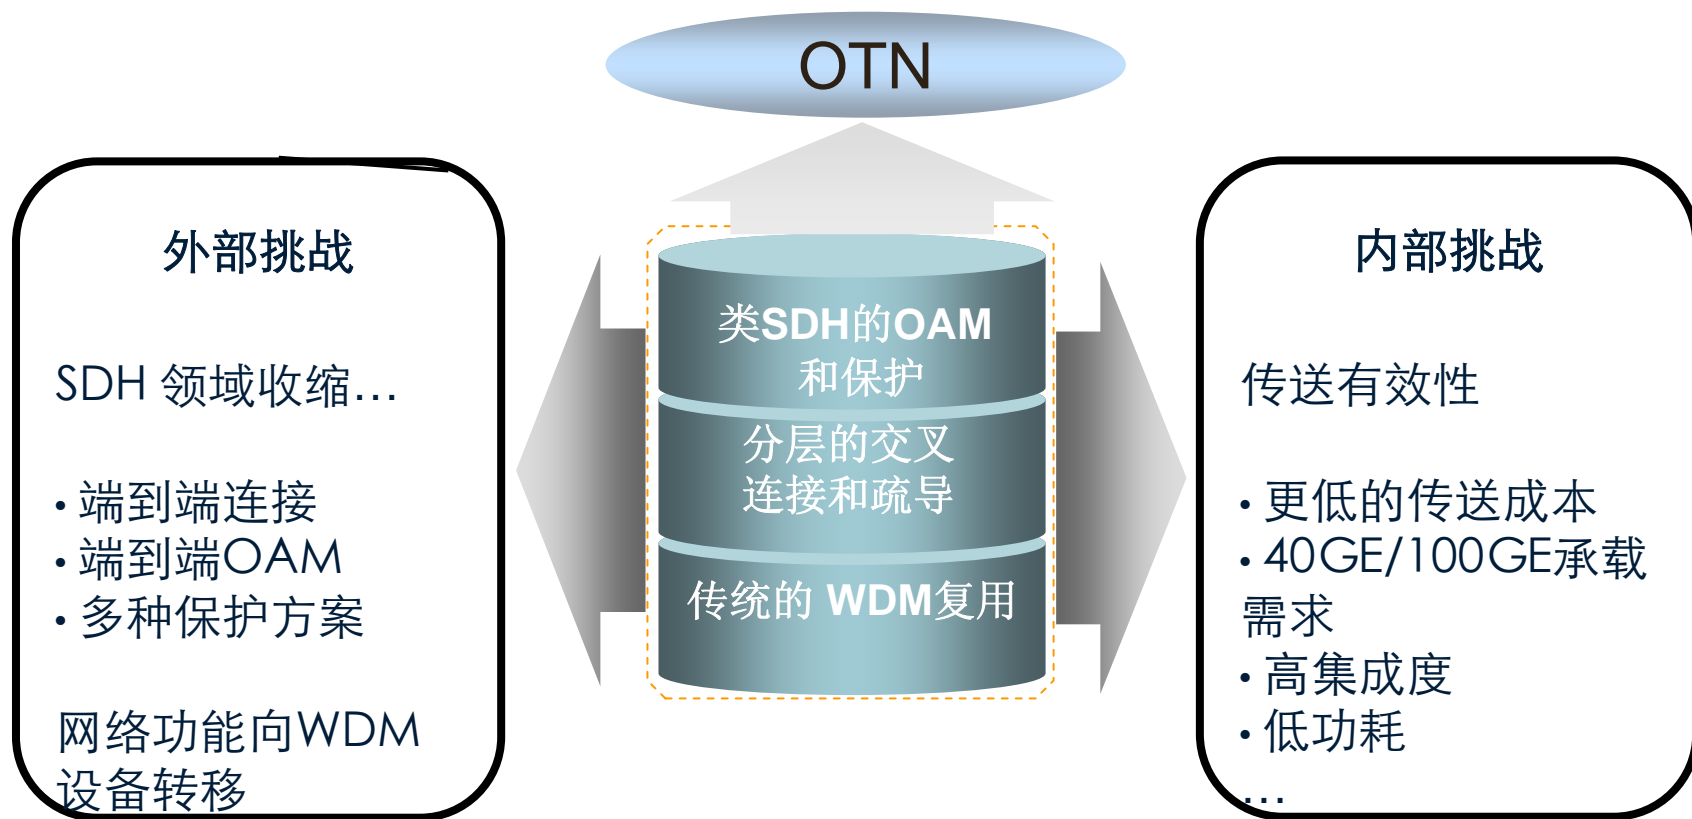 OTN
外部挑战
SDH 领域收缩…
• 端到端连接
• 端到端OAM
• 多种保护方案
网络功能向WDM
设备转移
类SDH的OAM
和保护
分层的交叉
连接和疏导
传统的 WDM复用
内部挑战
传送有效性
• 更低的传送成本
• 40GE/100GE承载
需求
• 高集成度
• 低功耗
…